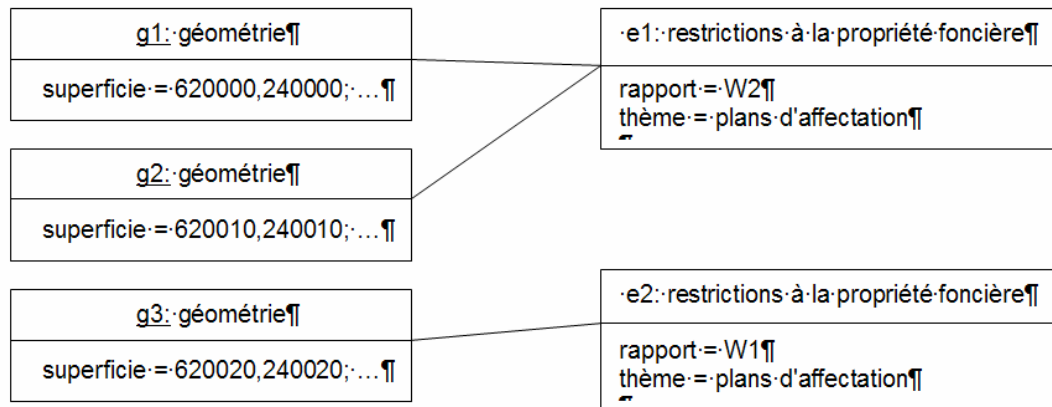 g1:·géométrie¶
superficie·=·620000,240000;·…¶
g2:·géométrie¶
superficie·=·620010,240010;·…¶
g3:·géométrie¶
superficie·=·620020,240020;·…¶
·e1:·restrictions·à·la·propriété·foncière¶
rapport·=·W2¶
thème·=·plans·d'affectation¶
¶
·e2:·restrictions·à·la·propriété·foncière¶
rapport·=·W1¶
thème·=·plans·d'affectation¶
¶